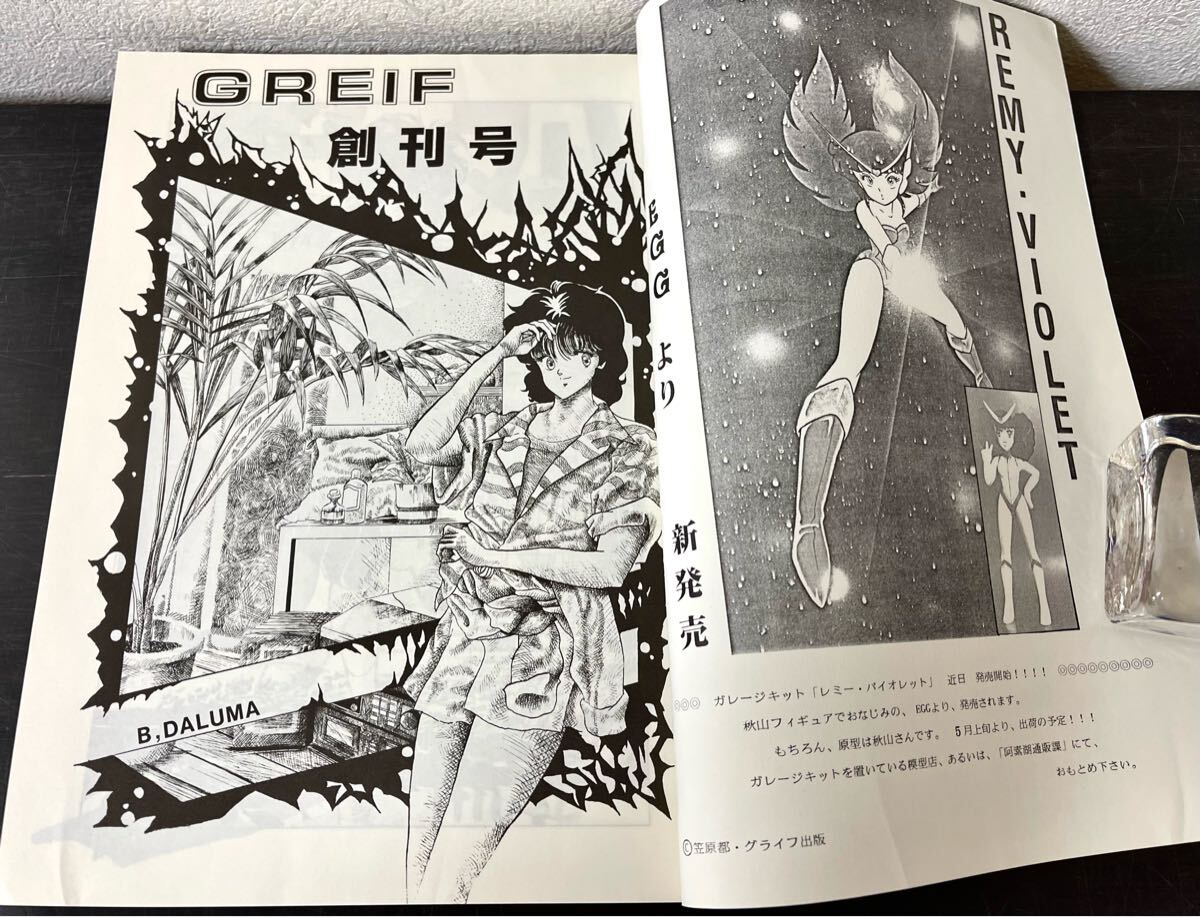 GREIF
創刊号
B,DALUMA
REMY・VIOLET
EGGより
新発売
◎◎◎ ガレージキット「レミー・バイオレット」 近日 発売開始!!!! ◎◎◎◎◎◎◎◎◎
秋山フィギュアでおなじみの、EGGより、発売されます。
もちろん、原型は秋山さんです。 5月上旬より、出荷の予定!!!
ガレージキットを置いている模型店、あるいは、「阿素湖通販課」にて、
おもとめ下さい。
©笠原都・グライフ出版